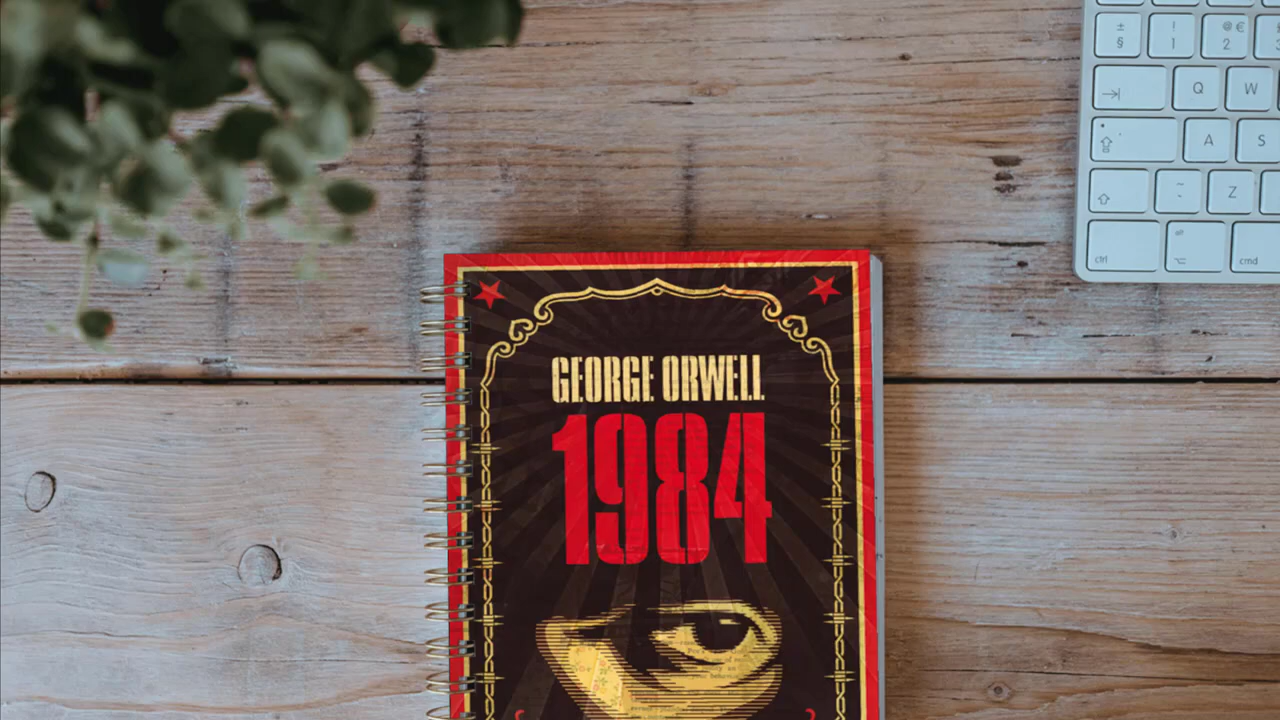 ± §
! 1
@ € 2
Q W
A S
~ Z
ctrl
cmd
GEORGE ORWELL
1984